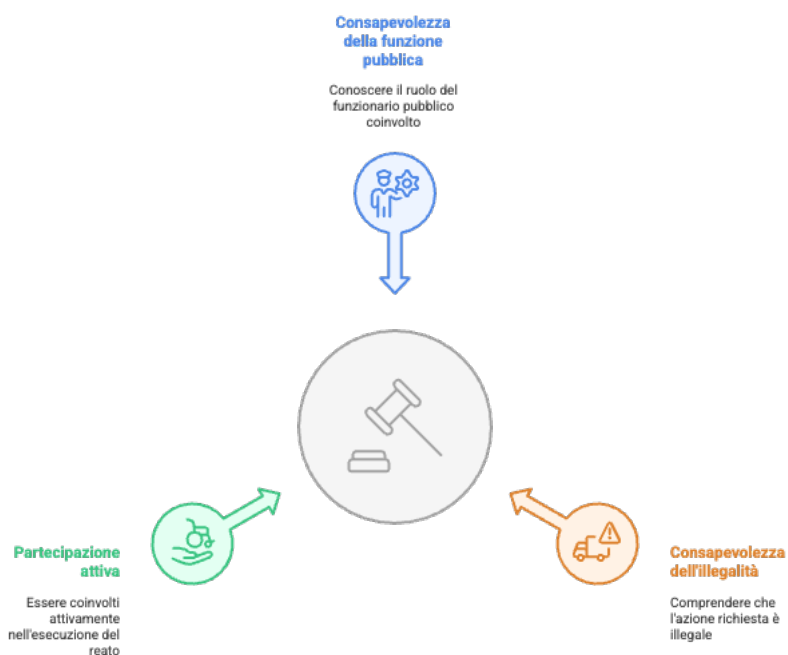 Consapevolezza
della funzione
pubblica
Conoscere il ruolo del
funzionario pubblico
coinvolto
Partecipazione
attiva
Essere coinvolti
attivamente
nell'esecuzione del
reato
Consapevolezza
dell'illegalità
Comprendere che
l'azione richiesta è
illegale